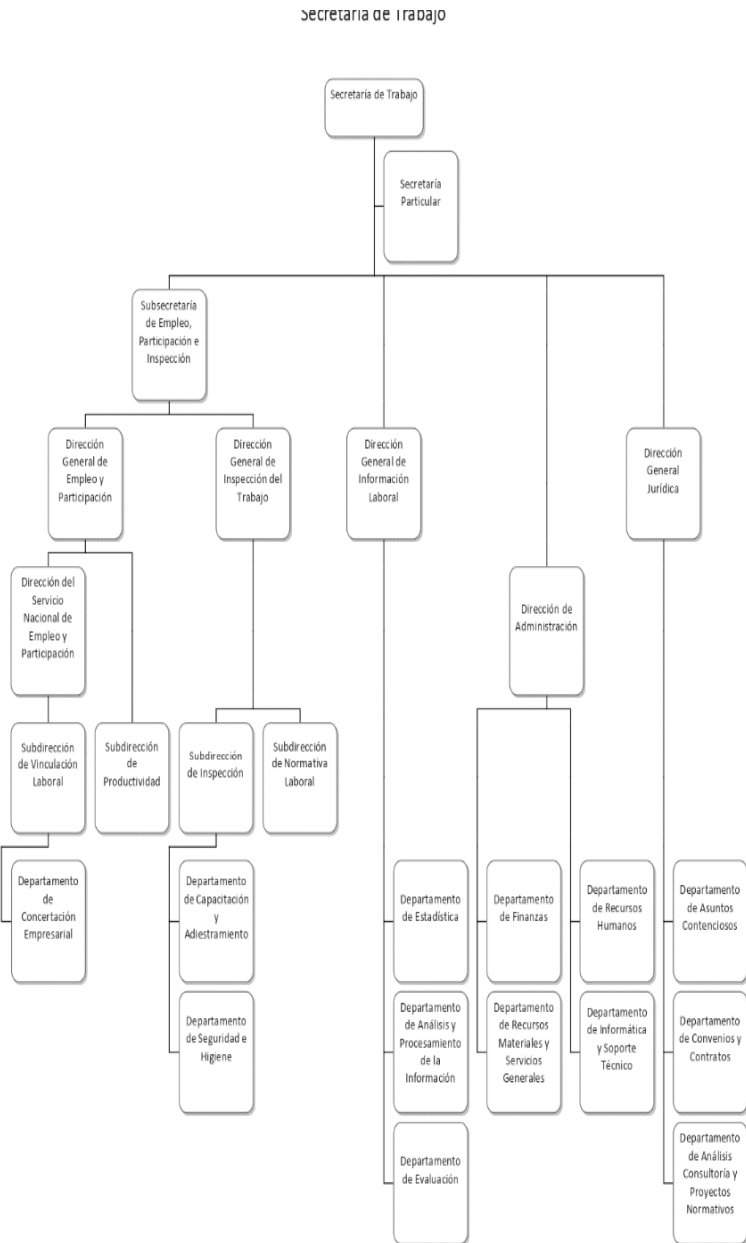 Secretaría de Trabajo
Secretaría de Trabajo
Secretaría
Particular
Subsecretaría
de Empleo,
Participación e
Inspección
Dirección
General de
Empleo y
Participación
Dirección
General de
Inspección del
Trabajo
Dirección
General de
Información
Laboral
Dirección
General
Jurídica
Dirección del
Servicio
Nacional de
Empleo y
Participación
Dirección de
Administración
Subdirección
de Vinculación
Laboral
Subdirección
de
Productividad
Subdirección
de Inspección
Subdirección
de Normativa
Laboral
Departamento
de
Concertación
Empresarial
Departamento
de Capacitación
y
Adiestramiento
Departamento
de Estadística
Departamento
de Finanzas
Departamento
de Recursos
Humanos
Departamento
de Asuntos
Contenciosos
Departamento
de Seguridad e
Higiene
Departamento
de Análisis y
Procesamiento
de la
Información
Departamento
de Recursos
Materiales y
Servicios
Generales
Departamento
de Informática
y Soporte
Técnico
Departamento
de Convenios y
Contratos
Departamento
de Evaluación
Departamento
de Análisis
Consultoría y
Proyectos
Normativos